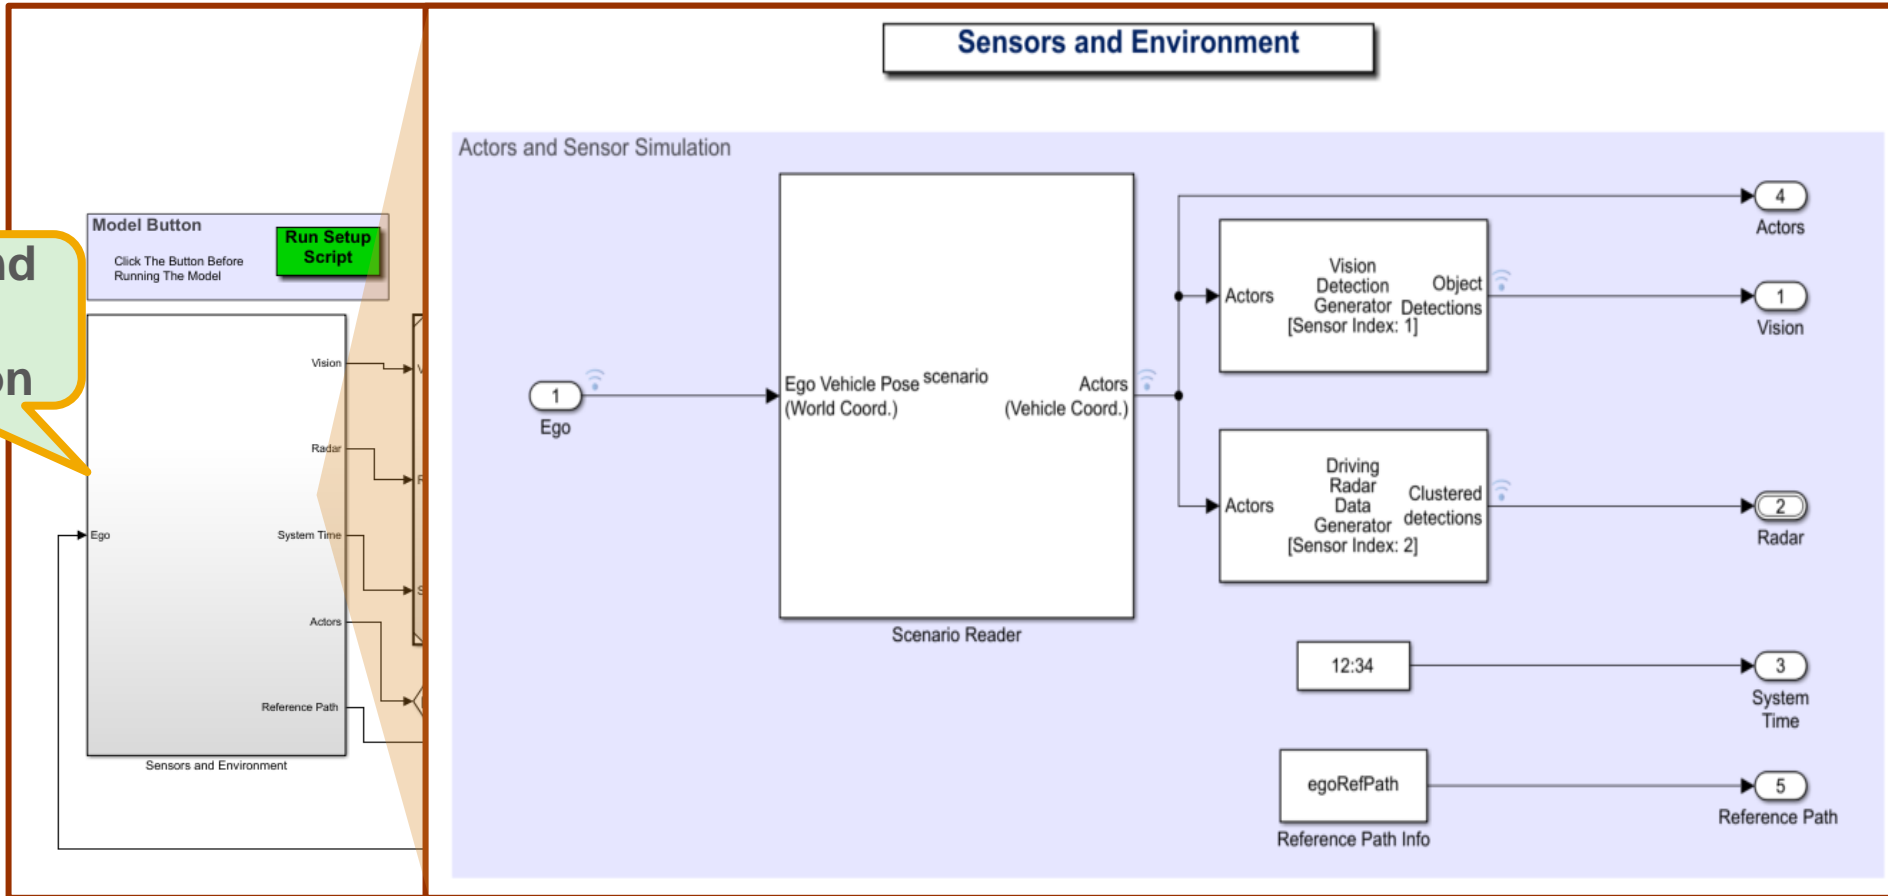 Sensors and Environment
Model Button
Click The Button Before
Running The Model
Run Setup
Script
Ego
Vision
Radar
System Time
Actors
Reference Path
Sensors and Environment
Actors and Sensor Simulation
1
Ego
Ego Vehicle Pose
(World Coord.)
scenario
Actors
(Vehicle Coord.)
Scenario Reader
Actors
Vision
Detection
Generator
[Sensor Index: 1]
Object
Detections
Actors
Driving
Radar
Data
Generator
[Sensor Index: 2]
Clustered
detections
12:34
egoRefPath
Reference Path Info
4
Actors
1
Vision
2
Radar
3
System
Time
5
Reference Path